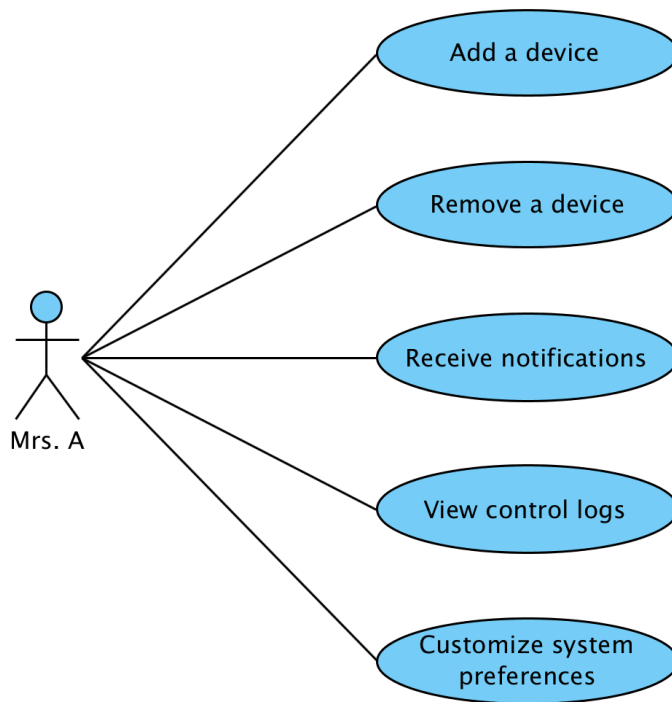 Add a device
Remove a device
Receive notifications
Mrs. A
View control logs
Customize system
preferences